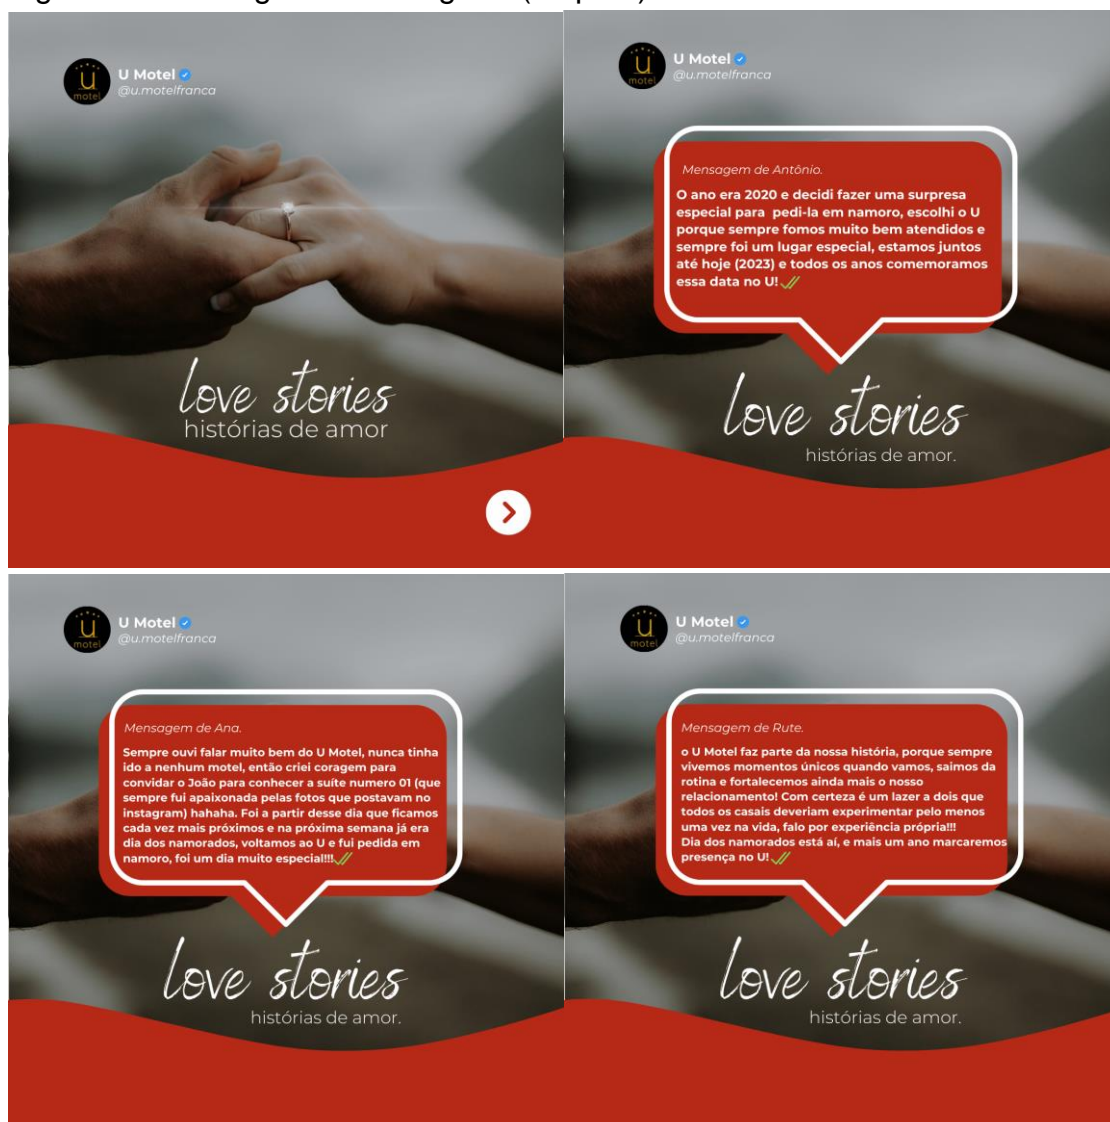 U Motel
@u.motelfranca
love stories
histórias de amor
U Motel
@u.motelfranca
Mensagem de Antônio.
O ano era 2020 e decidi fazer uma surpresa
especial para pedi-la em namoro, escolhi o U
porque sempre fomos muito bem atendidos e
sempre foi um lugar especial, estamos juntos
até hoje (2023) e todos os anos comemoramos
essa data no U!
love stories
histórias de amor.
U Motel
@u.motelfranca
Mensagem de Ana.
Sempre ouvi falar muito bem do U Motel, nunca tinha
ido a nenhum motel, então criei coragem para
convidar o João para conhecer a suíte numero 01 (que
sempre fui apaixonada pelas fotos que postavam no
instagram) hahaha. Foi a partir desse dia que ficamos
cada vez mais próximos e na próxima semana já era
dia dos namorados, voltamos ao U e fui pedida em
namoro, foi um dia muito especial!!!
love stories
histórias de amor.
U Motel
@u.motelfranca
Mensagem de Rute.
o U Motel faz parte da nossa história, porque sempre
vivemos momentos únicos quando vamos, saimos da
rotina e fortalecemos ainda mais o nosso
relacionamento! Com certeza é um lazer a dois que
todos os casais deveriam experimentar pelo menos
uma vez na vida, falo por experiência própria!!!
Dia dos namorados está aí, e mais um ano marcaremos
presença no U!
love stories
histórias de amor.